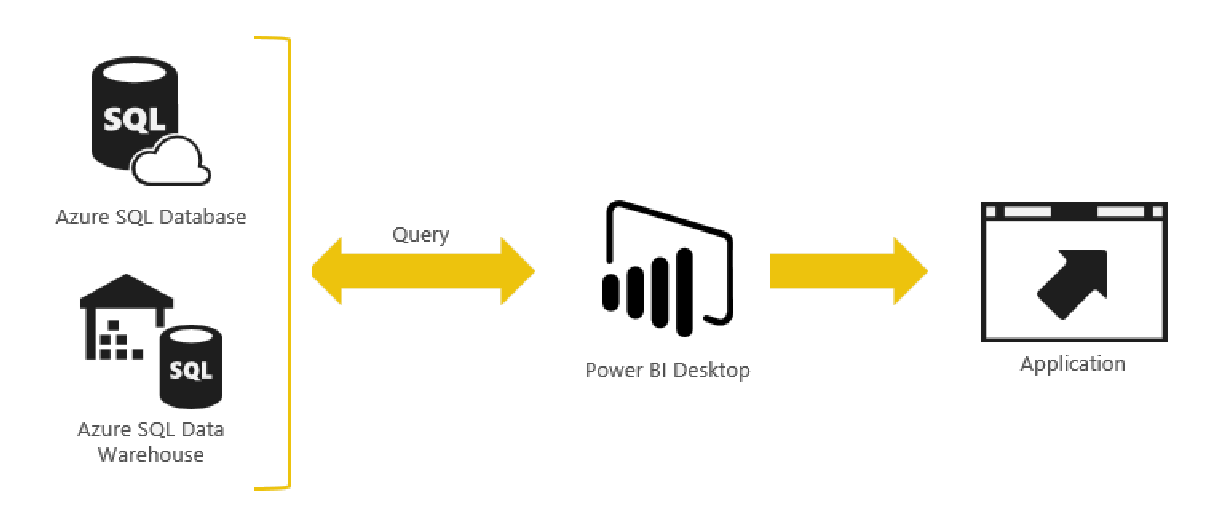 SQL
Azure SQL Database
SQL
Azure SQL Data
Warehouse
Query
Power BI Desktop
Application